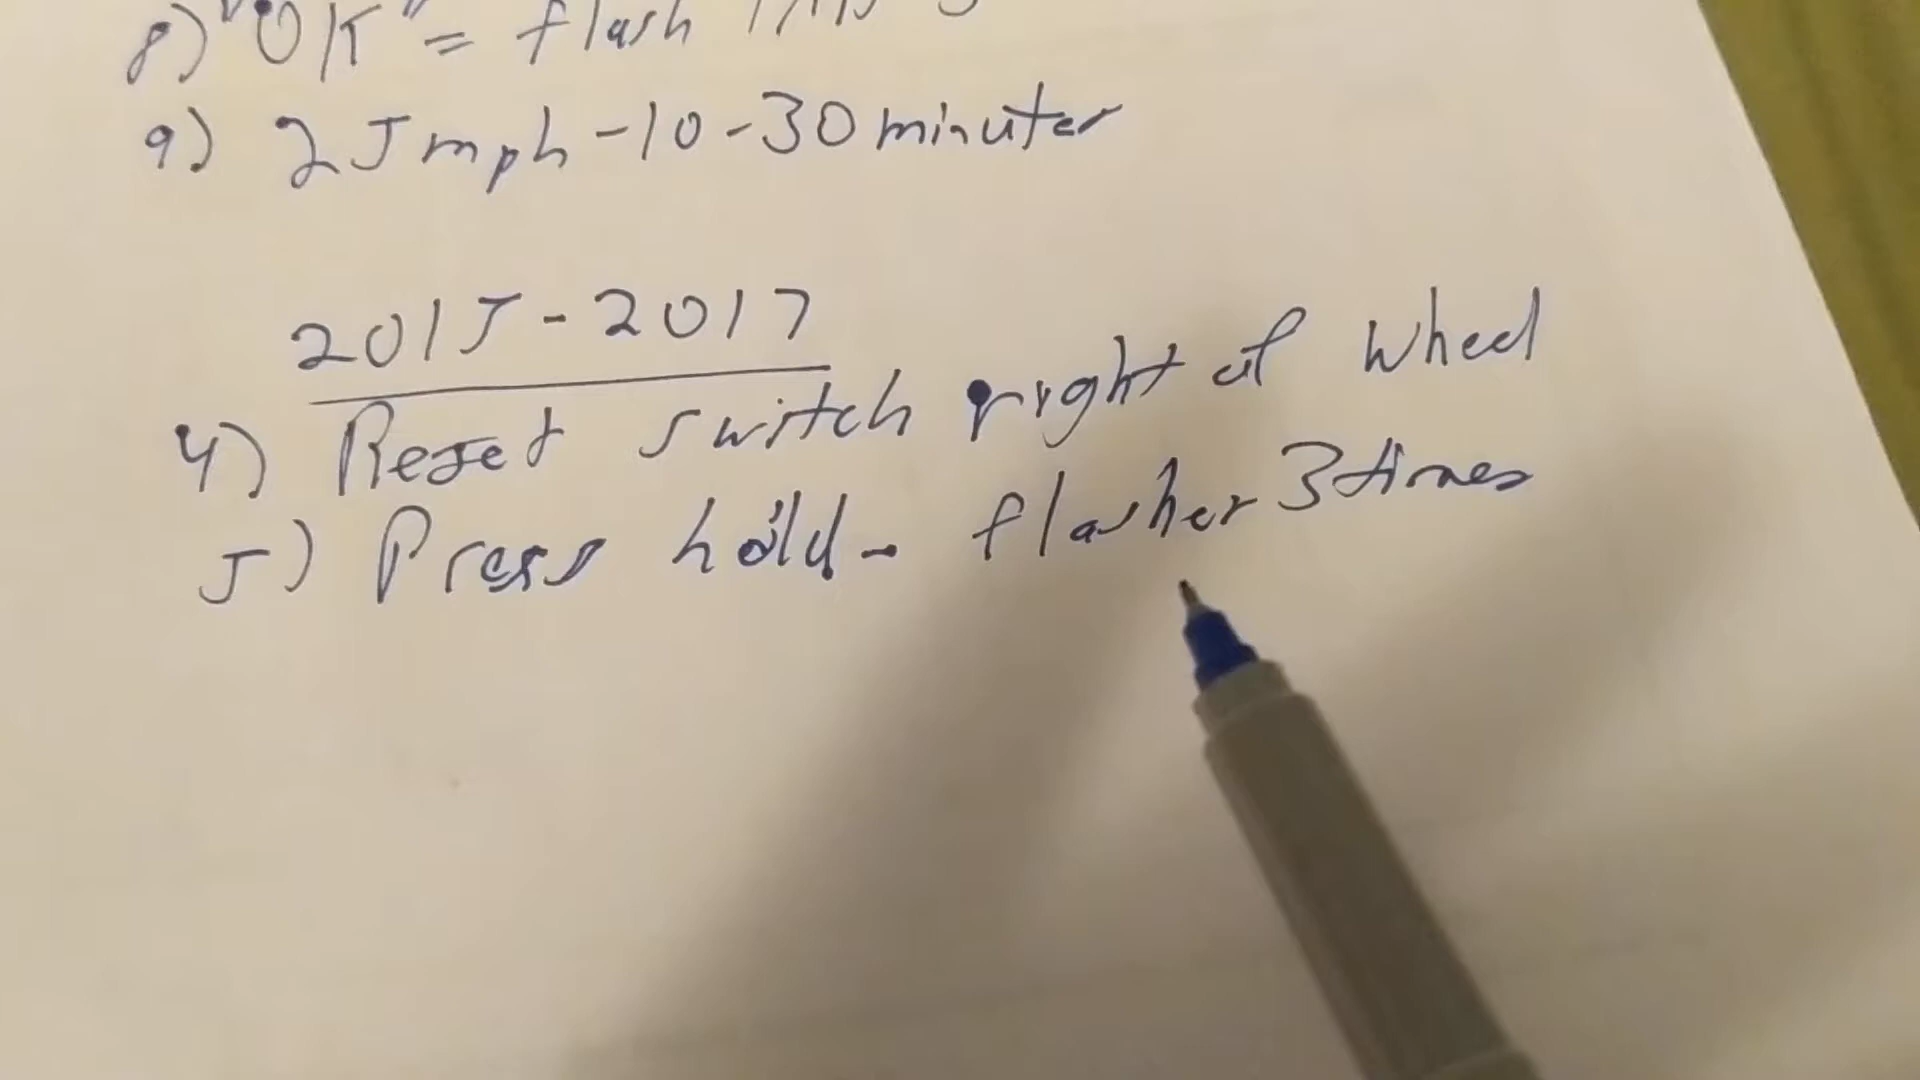 8) "OK" = flash
9) 25 mph - 10 - 30 minutes
2015 - 2017
4) Reset switch right of wheel
5) Press hold - flashes 3 times